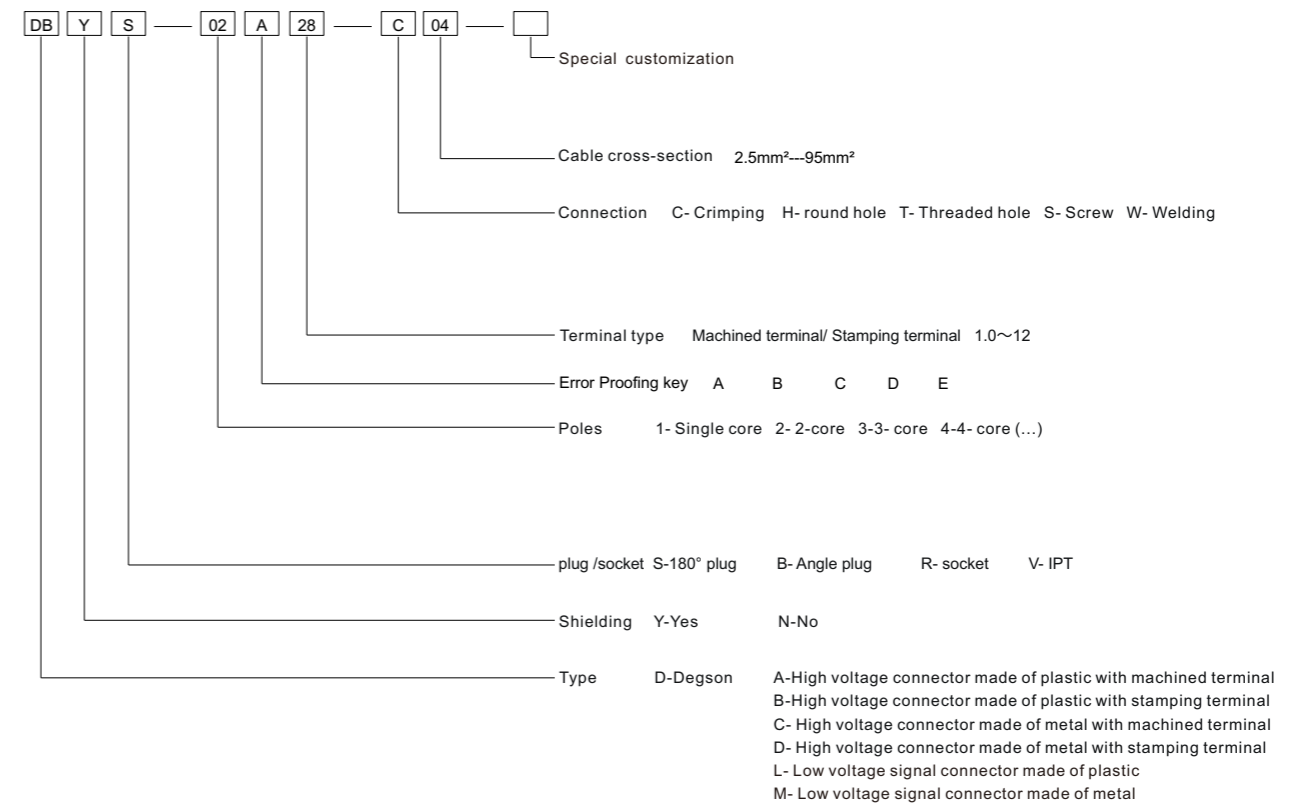 DB Y S — 02 A 28 — C 04 —
Special customization
Cable cross-section 2.5mm²---95mm²
Connection C- Crimping H- round hole T- Threaded hole S- Screw W- Welding
Terminal type Machined terminal/ Stamping terminal 1.0～12
Error Proofing key A B C D E
Poles 1- Single core 2- 2-core 3-3- core 4-4- core (...)
plug /socket S-180° plug B- Angle plug R- socket V- IPT
Shielding Y-Yes N-No
Type D-Degson A-High voltage connector made of plastic with machined terminal
B-High voltage connector made of plastic with stamping terminal
C- High voltage connector made of metal with machined terminal
D- High voltage connector made of metal with stamping terminal
L- Low voltage signal connector made of plastic
M- Low voltage signal connector made of metal